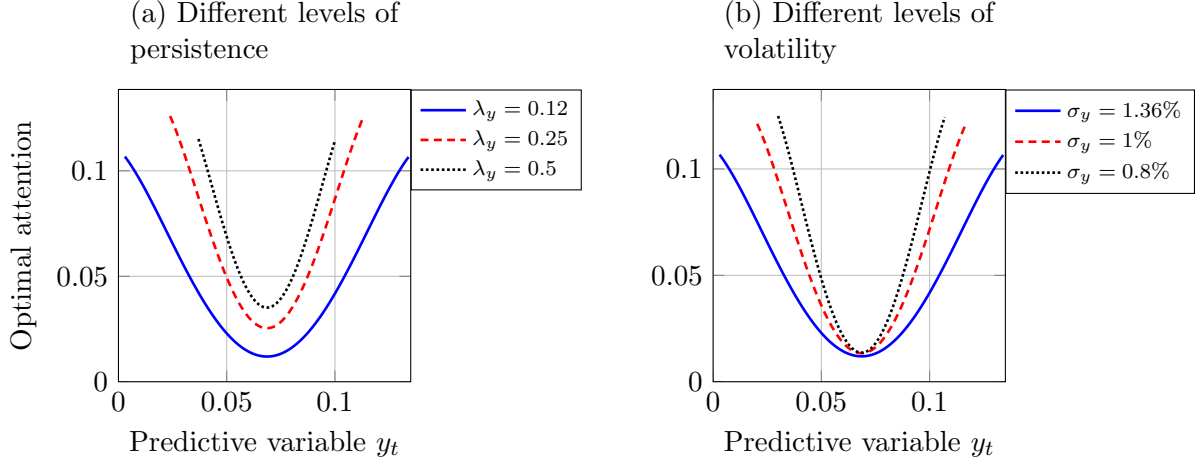 (a) Different levels of
persistence
λ_y = 0.12
λ_y = 0.25
λ_y = 0.5
Optimal attention
0.1
0.05
0
0
0.05
0.1
Predictive variable y_t
(b) Different levels of
volatility
σ_y = 1.36%
σ_y = 1%
σ_y = 0.8%
0.1
0.05
0
0
0.05
0.1
Predictive variable y_t